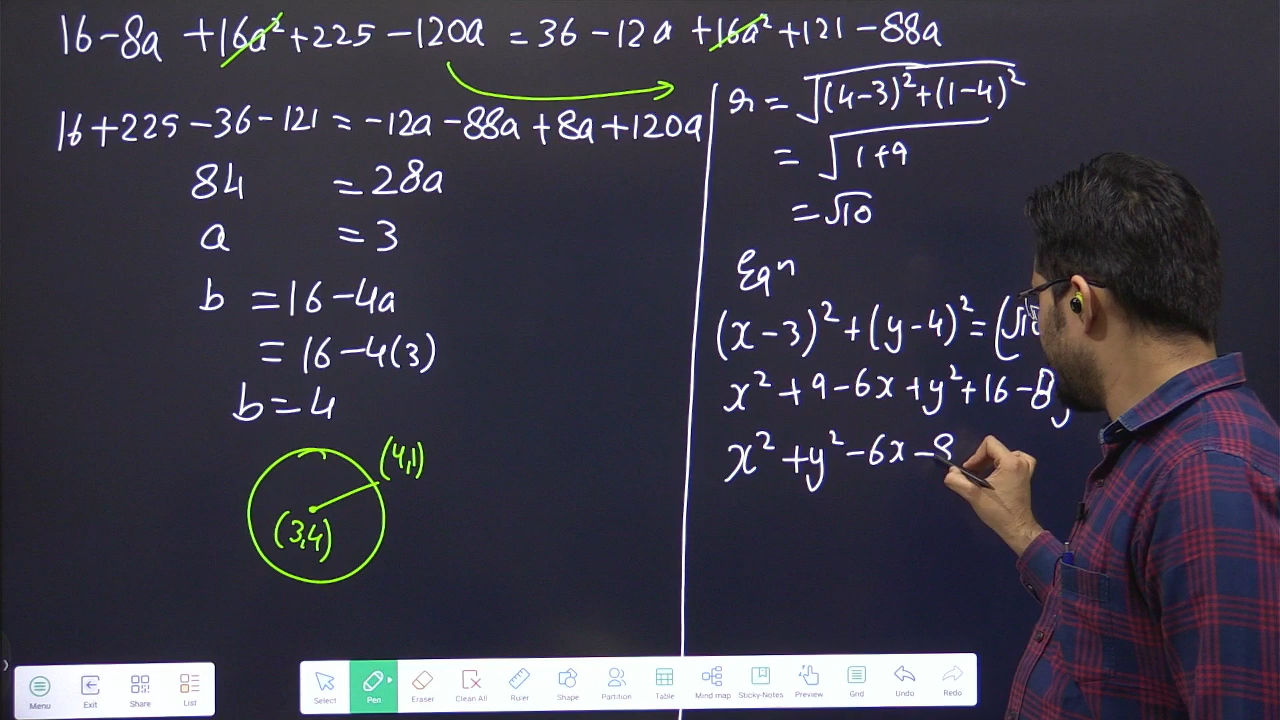 16 - 8a + 16a² + 225 - 120a = 36 - 12a + 16a² + 121 - 88a
16 + 225 - 36 - 121 = -12a - 88a + 8a + 120a
84 = 28a
a = 3
b = 16 - 4a
= 16 - 4(3)
b = 4
(4,1)
(3,4)
r = √(4-3)² + (1-4)²
= √1+9
= √10
Eqn
(x - 3)² + (y - 4)² = (√10
x² + 9 - 6x + y² + 16 - 8y
x² + y² - 6x - 8
Menu
Exit
Share
List
Select
Pen
Eraser
Clean All
Ruler
Shape
Partition
Table
Mind map
Sticky-Notes
Preview
Grid
Undo
Redo